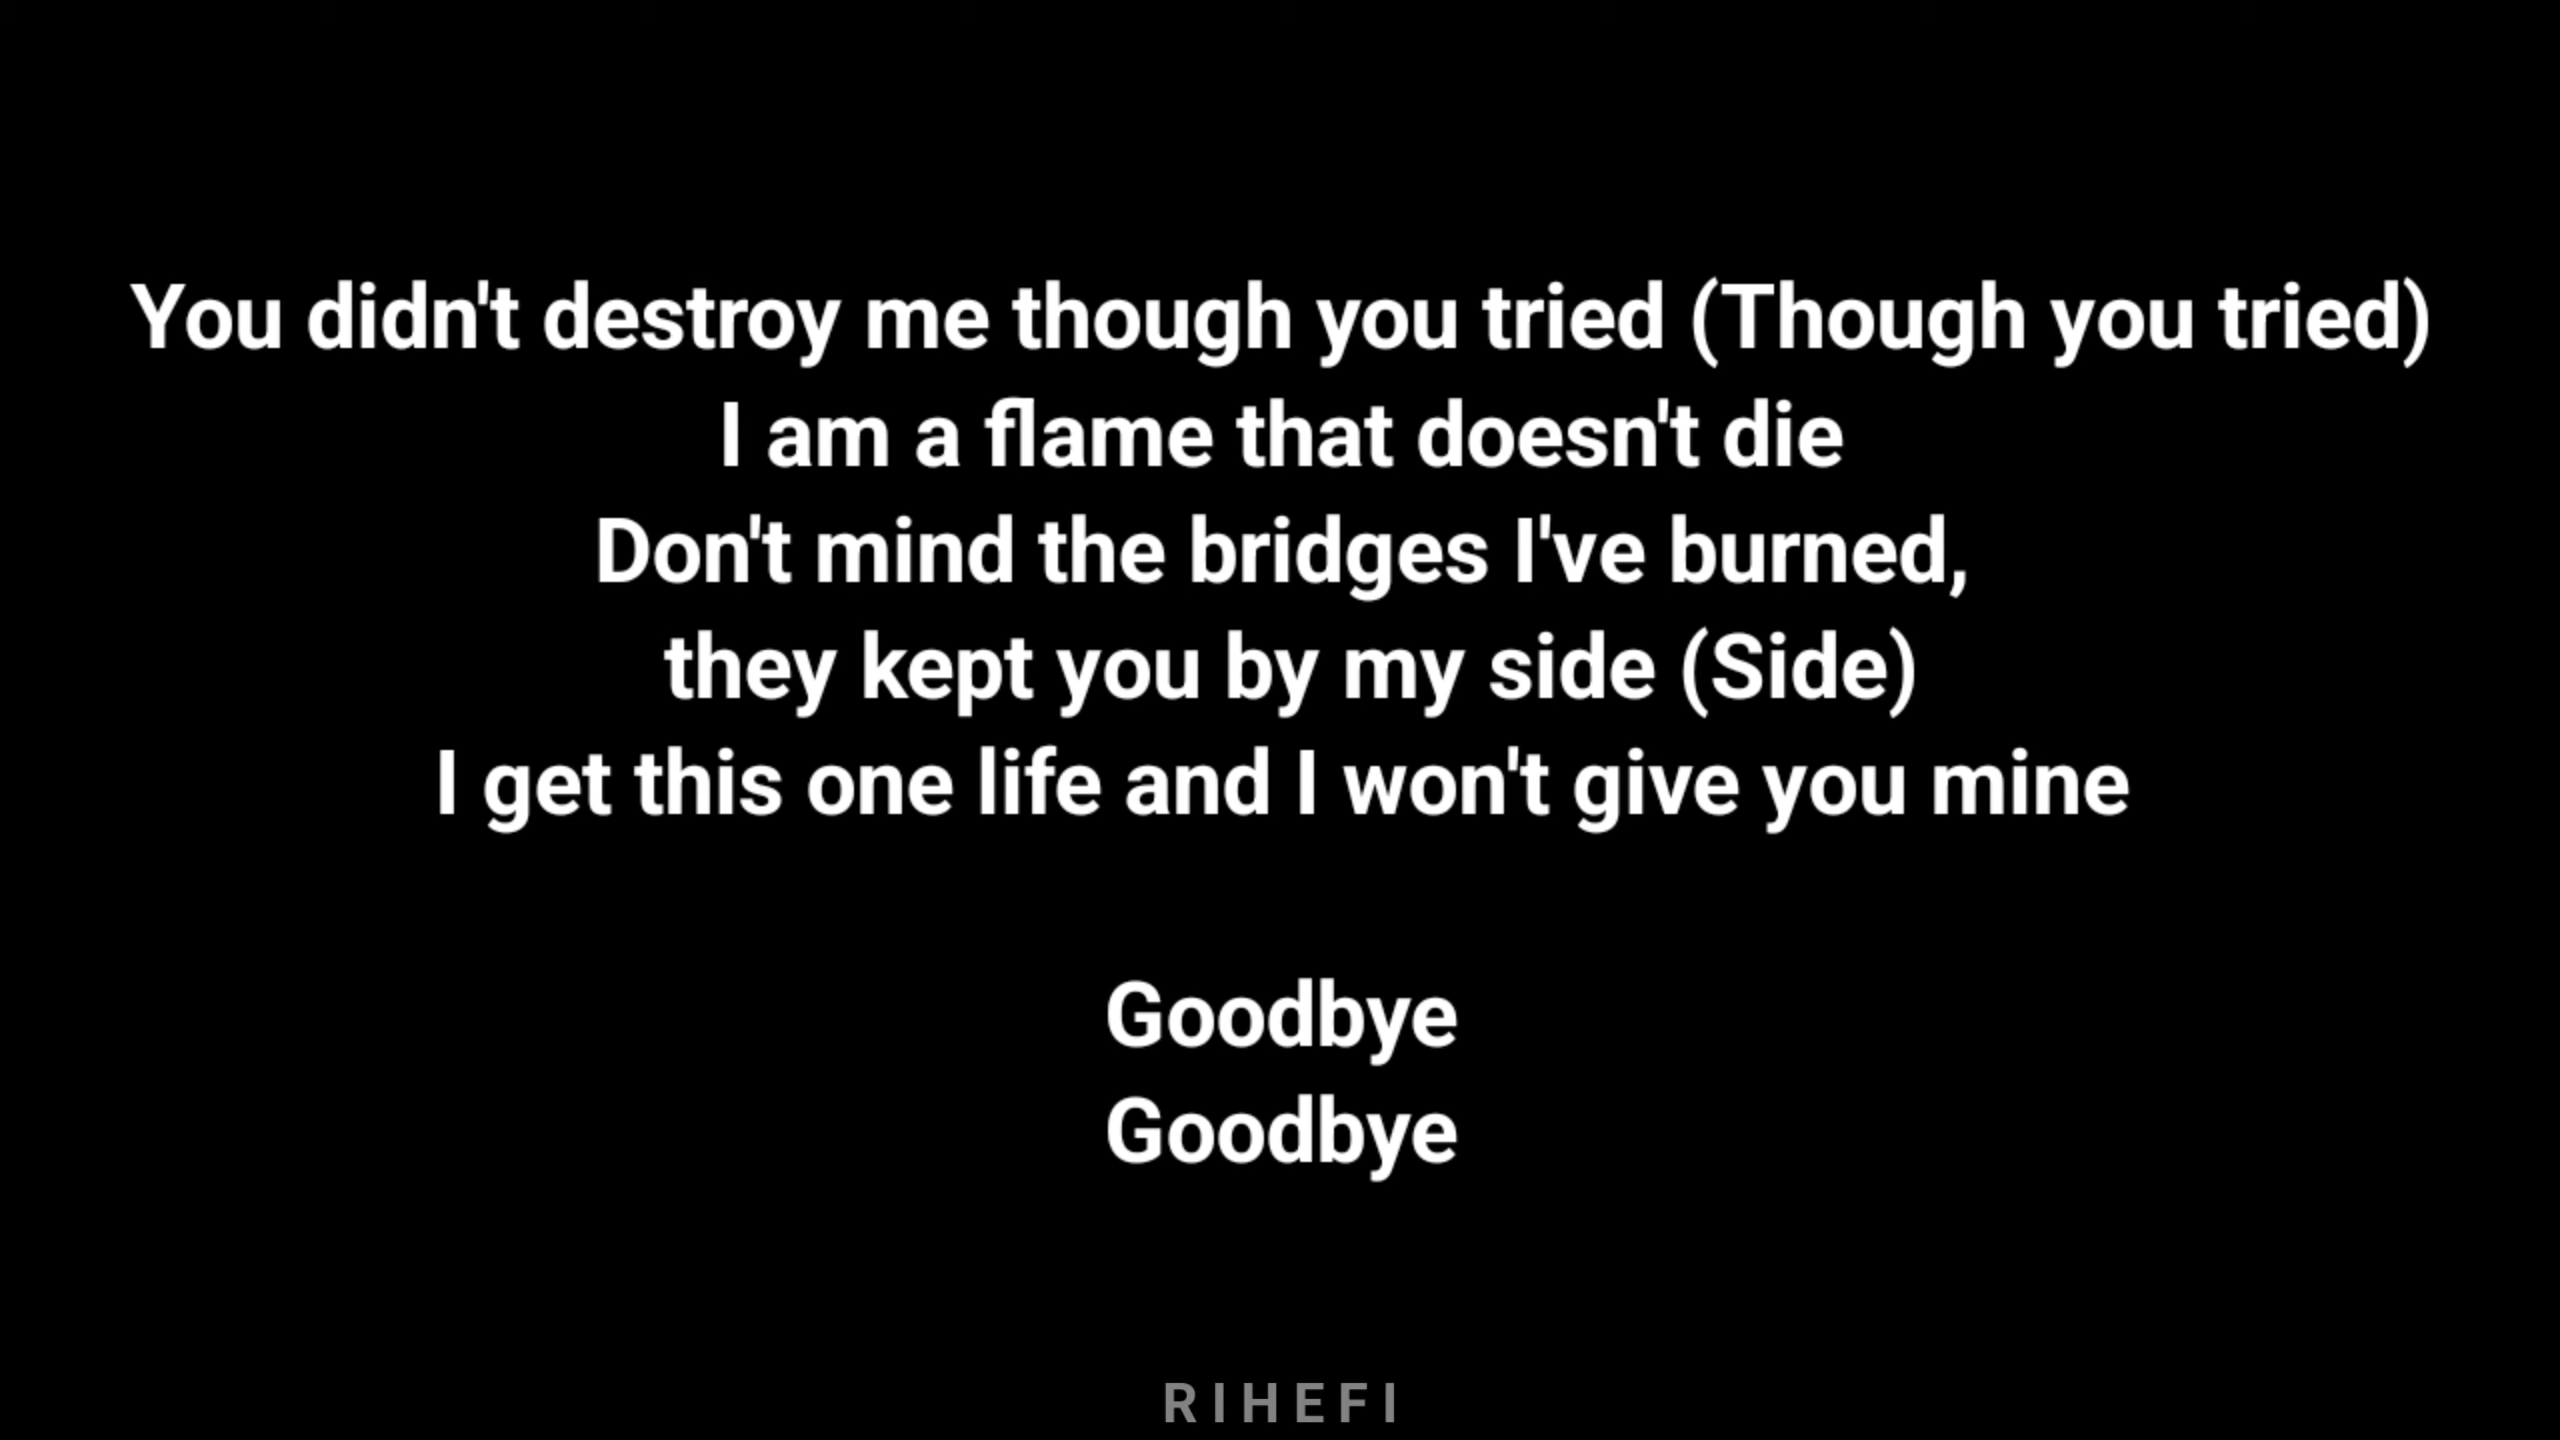 You didn't destroy me though you tried (Though you tried)
I am a flame that doesn't die
Don't mind the bridges I've burned,
they kept you by my side (Side)
I get this one life and I won't give you mine
Goodbye
Goodbye
RIHEFI